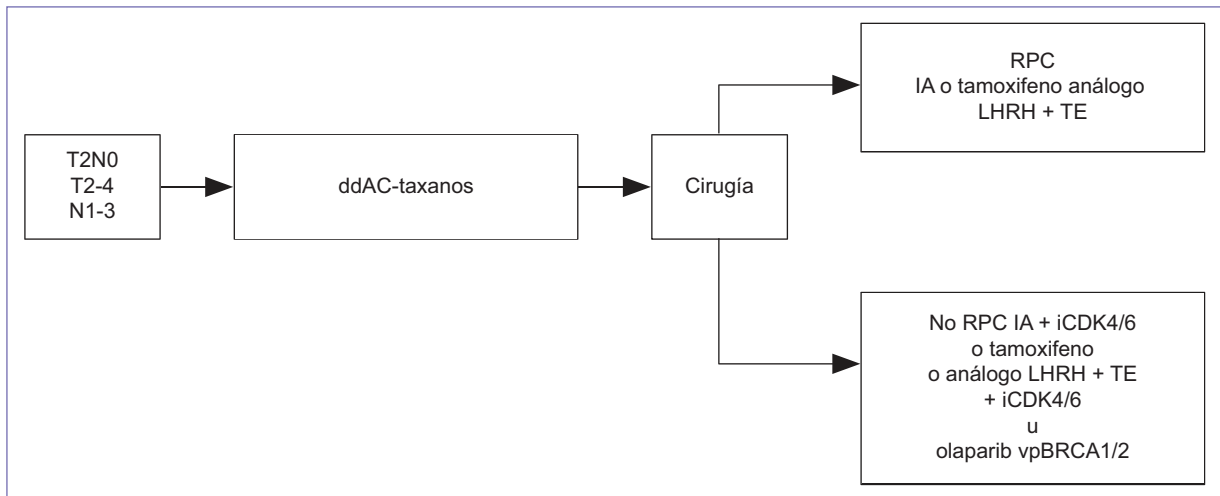 T2N0
T2-4
N1-3
ddAC-taxanos
Cirugía
RPC
IA o tamoxifeno análogo
LHRH + TE
No RPC IA + iCDK4/6
o tamoxifeno
o análogo LHRH + TE
+ iCDK4/6
u
olaparib vpBRCA1/2